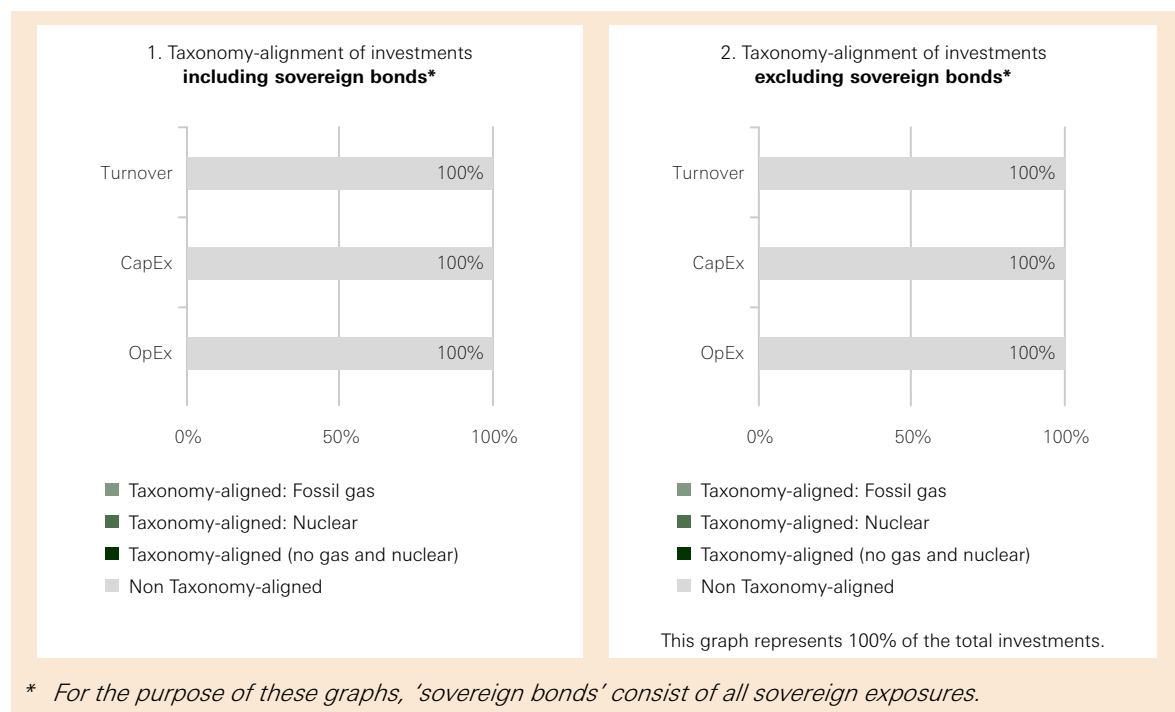 1. Taxonomy-alignment of investments
including sovereign bonds*
Turnover
100%
CapEx
100%
OpEx
100%
0%
50%
100%
Taxonomy-aligned: Fossil gas
Taxonomy-aligned: Nuclear
Taxonomy-aligned (no gas and nuclear)
Non Taxonomy-aligned
2. Taxonomy-alignment of investments
excluding sovereign bonds*
Turnover
100%
CapEx
100%
OpEx
100%
0%
50%
100%
Taxonomy-aligned: Fossil gas
Taxonomy-aligned: Nuclear
Taxonomy-aligned (no gas and nuclear)
Non Taxonomy-aligned
This graph represents 100% of the total investments.
* For the purpose of these graphs, ‘sovereign bonds’ consist of all sovereign exposures.